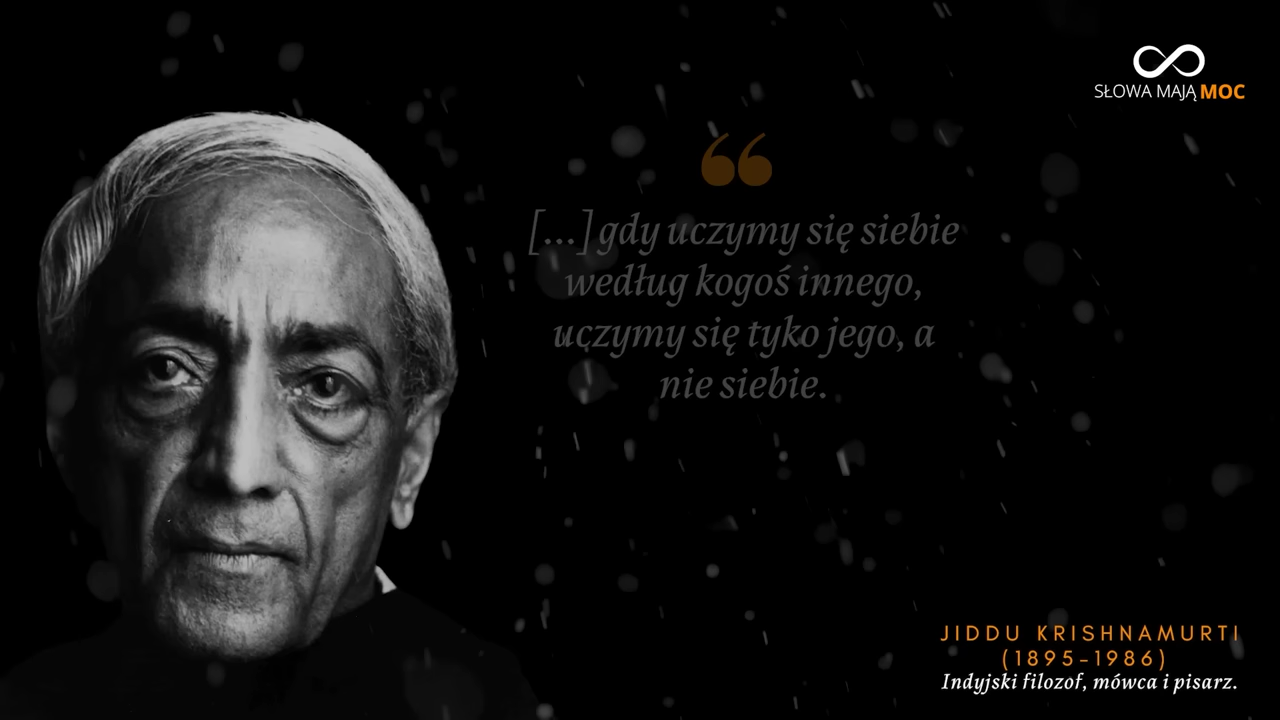 SŁOWA MAJĄ MOC
[...] gdy uczymy się siebie
według kogoś innego,
uczymy się tyko jego, a
nie siebie.
JIDDU KRISHNAMURTI
(1895-1986)
Indyjski filozof, mówca i pisarz.